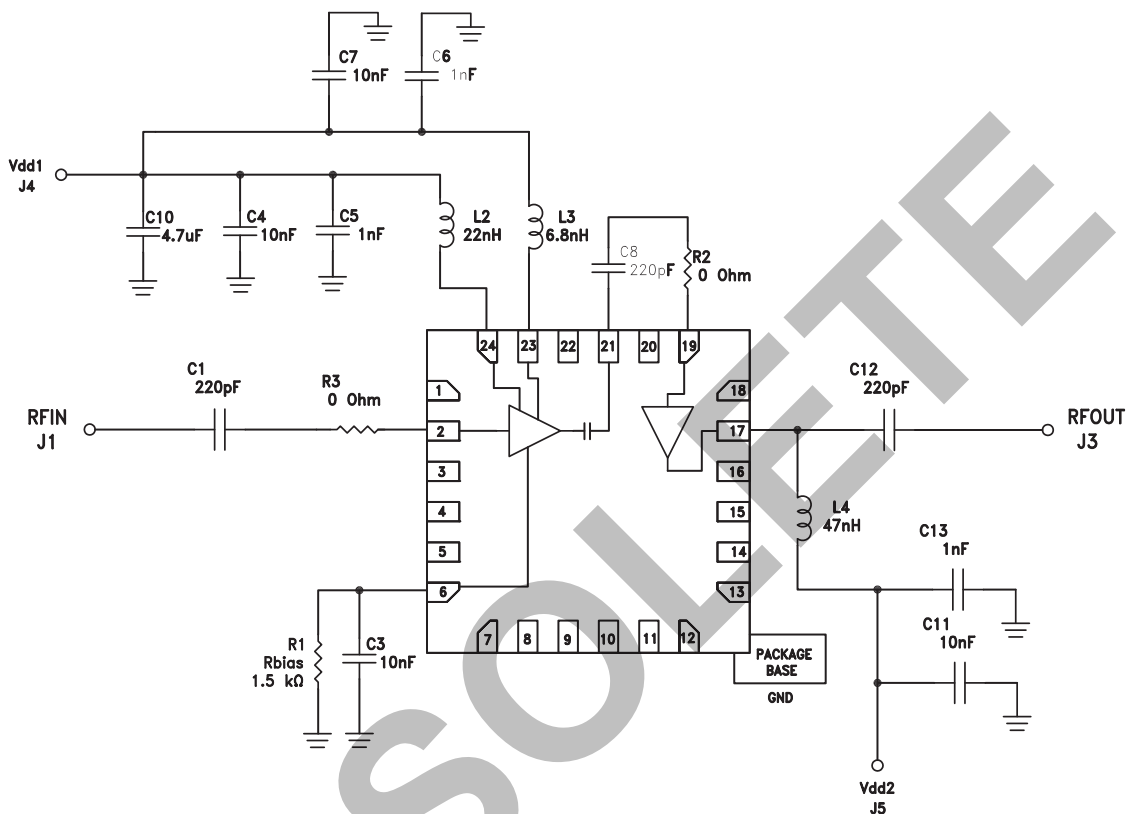 C7
10nF
C6
1nF
Vdd1
J4
C10
4.7uF
C4
10nF
C5
1nF
L2
22nH
L3
6.8nH
C8
220pF
R2
0 Ohm
24
23
22
21
20
19
C1
220pF
R3
0 Ohm
RFIN
J1
1
2
3
4
5
6
18
17
16
15
14
13
C12
220pF
RFOUT
J3
L4
47nH
C13
1nF
C11
10nF
R1
Rbias
1.5 kΩ
C3
10nF
7
8
9
10
11
12
PACKAGE
BASE
GND
Vdd2
J5
SOLETE